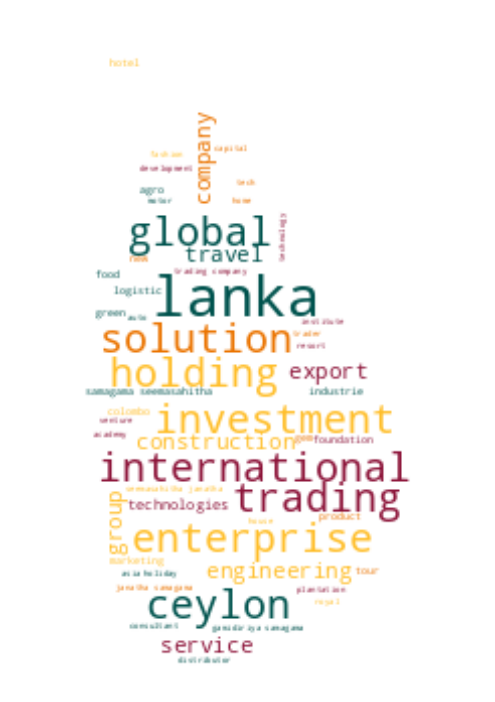 hotel
company
capital
fashion
development
tech
agro
motor
home
global
technology
travel
new
trading company
food
lanka
logistic
green
auto
institute
solution
trader
resort
holding
export
samagama seemasahitha
industrie
colombo
investment
venture
academy
construction
gem
foundation
international
seemasahitha janatha
trading
group
technologies
product
house
enterprise
marketing
asia holiday
engineering
tour
janatha samagama
plantation
ceylon
royal
consultant
gamidiriya samagama
service
distributor